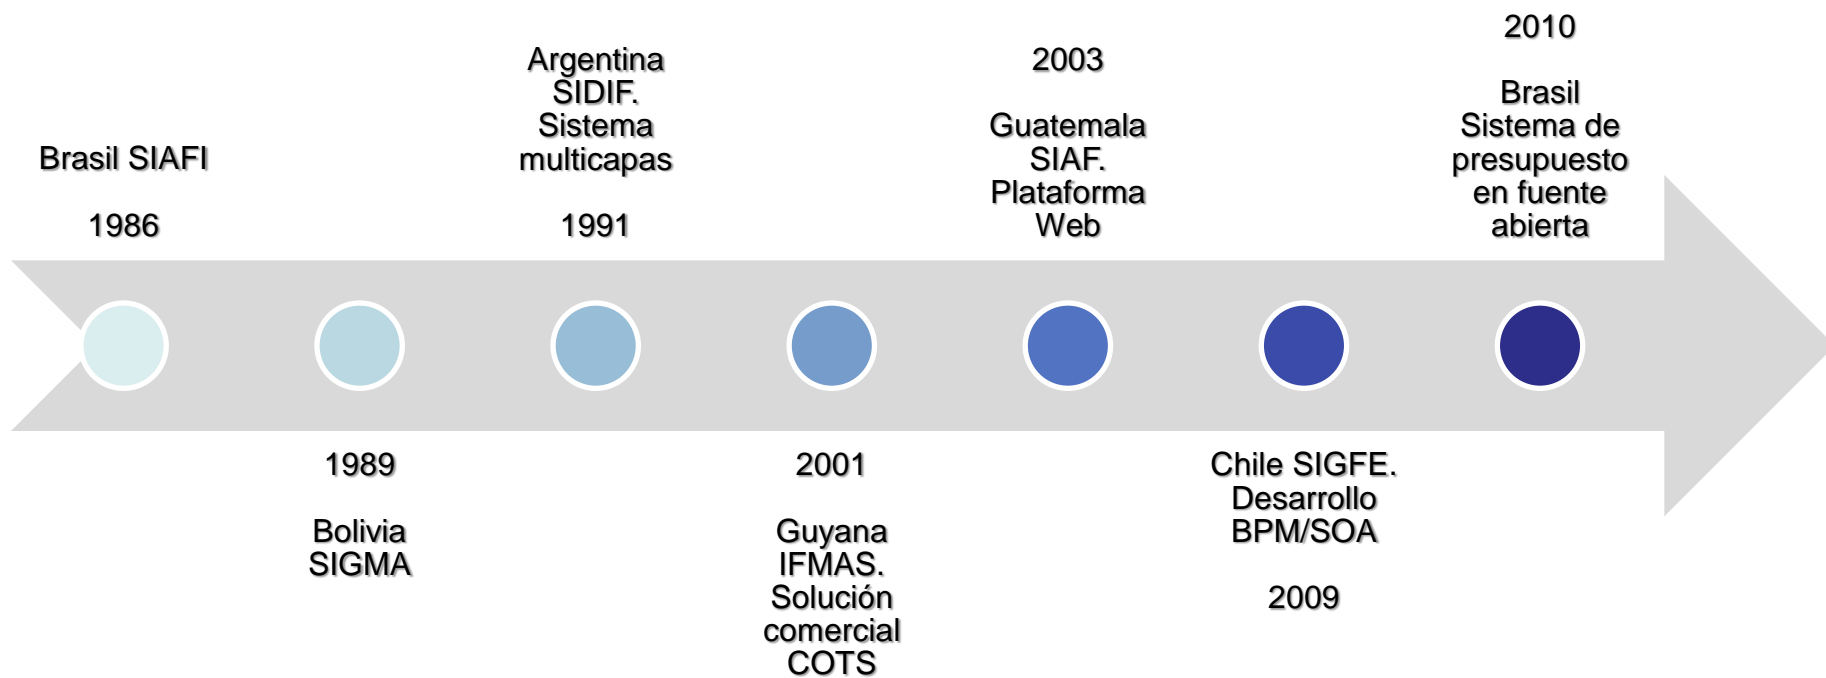 Brasil SIAFI
1986
1989
Bolivia
SIGMA
Argentina
SIDIF.
Sistema
multicapas
1991
2001
Guyana
IFMAS.
Solución
comercial
COTS
2003
Guatemala
SIAF.
Plataforma
Web
Chile SIGFE.
Desarrollo
BPM/SOA
2009
2010
Brasil
Sistema de
presupuesto
en fuente
abierta